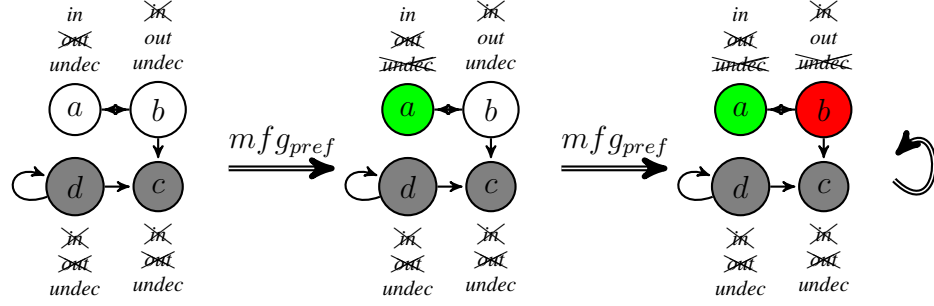 in in in in in in
out out out out out out
undec undec undec undec undec undec
a b a b a b
mfg_pref mfg_pref
d c d c d c
in in in in in in
out out out out out out
undec undec undec undec undec undec